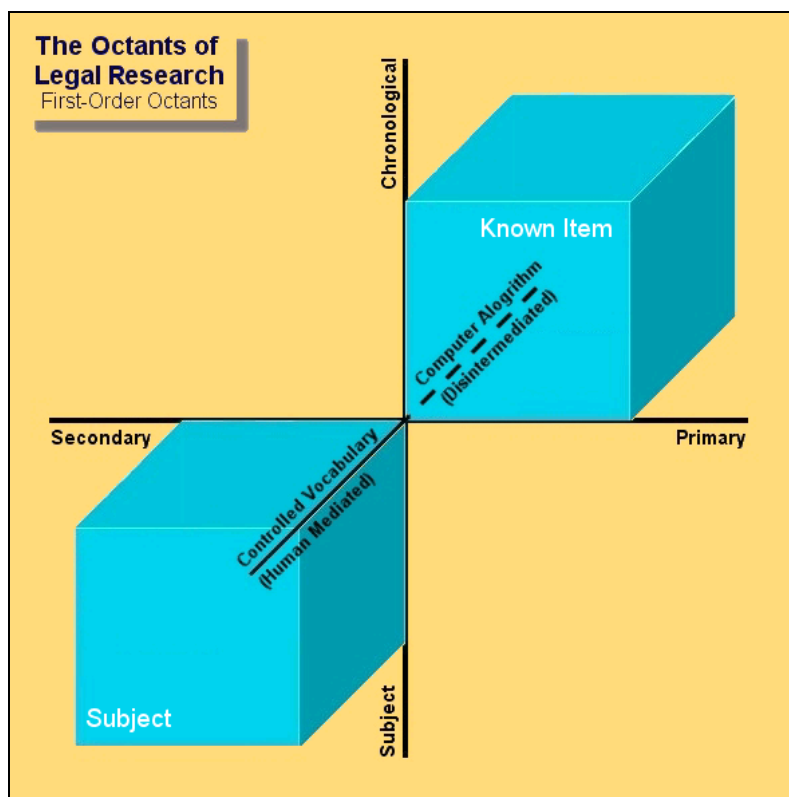 The Octants of
Legal Research
First-Order Octants
Chronological
Known Item
Computer Alogrithm
(Disintermediated)
Secondary
Primary
Controlled Vocabulary
(Human Mediated)
Subject
Subject